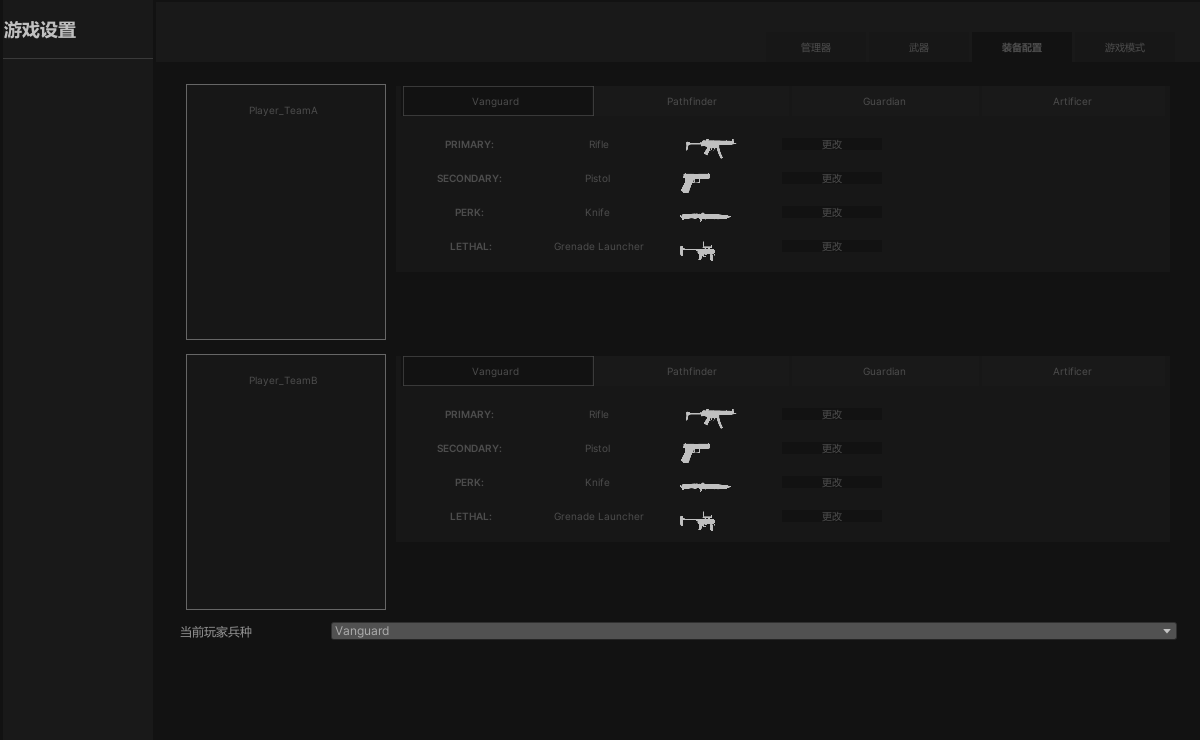 游戏设置
管理器 武器 装备配置 游戏模式
Player_TeamA
Vanguard Pathfinder Guardian Artificer
PRIMARY: Rifle 更改
SECONDARY: Pistol 更改
PERK: Knife 更改
LETHAL: Grenade Launcher 更改
Player_TeamB
Vanguard Pathfinder Guardian Artificer
PRIMARY: Rifle 更改
SECONDARY: Pistol 更改
PERK: Knife 更改
LETHAL: Grenade Launcher 更改
当前玩家兵种 Vanguard